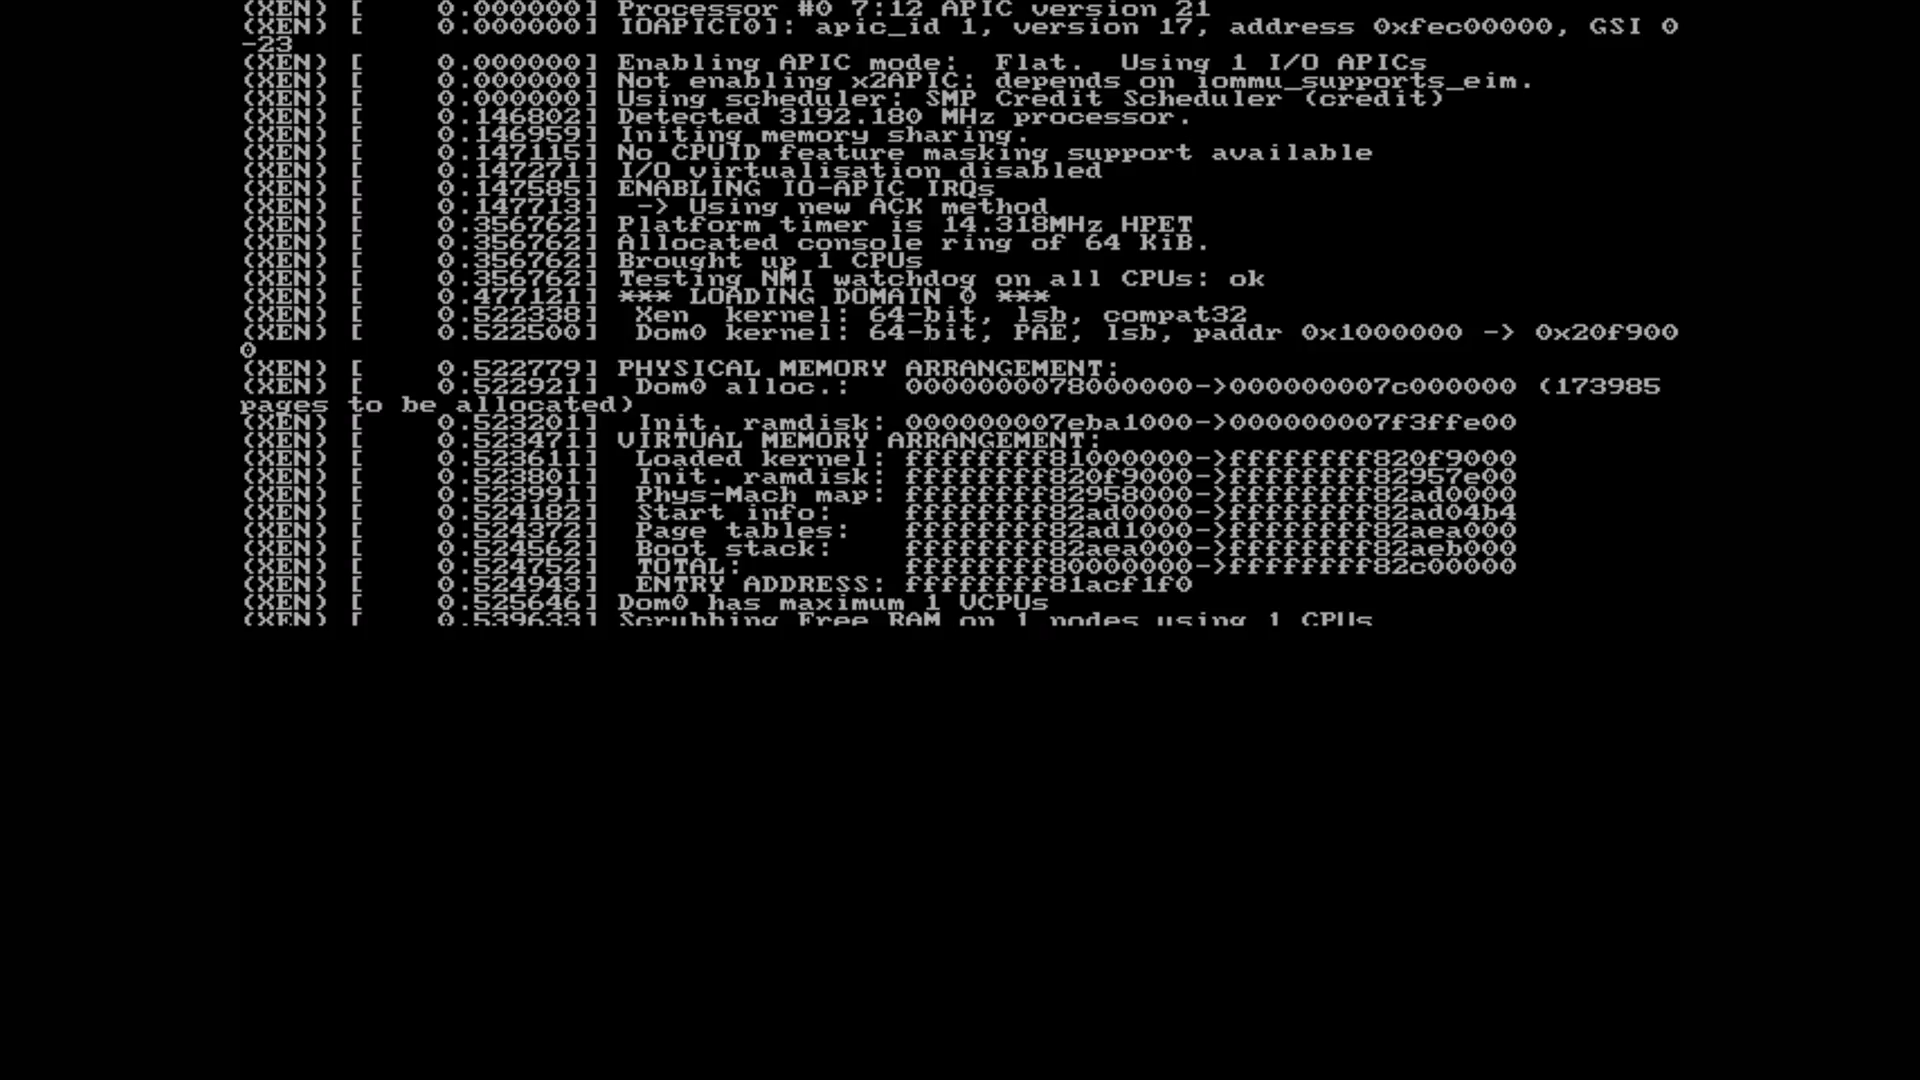 (XEN) [    0.000000] Processor #0 7:12 APIC version 21
(XEN) [    0.000000] IOAPIC[0]: apic_id 1, version 17, address 0xfec00000, GSI 0
-23
(XEN) [    0.000000] Enabling APIC mode:  Flat.  Using 1 I/O APICs
(XEN) [    0.000000] Not enabling x2APIC: depends on iommu_supports_eim.
(XEN) [    0.000000] Using scheduler: SMP Credit Scheduler (credit)
(XEN) [    0.146802] Detected 3192.180 MHz processor.
(XEN) [    0.146959] Initing memory sharing.
(XEN) [    0.147115] No CPUID feature masking support available
(XEN) [    0.147271] I/O virtualisation disabled
(XEN) [    0.147585] ENABLING IO-APIC IRQs
(XEN) [    0.147713]  -> Using new ACK method
(XEN) [    0.356762] Platform timer is 14.318MHz HPET
(XEN) [    0.356762] Allocated console ring of 64 KiB.
(XEN) [    0.356762] Brought up 1 CPUs
(XEN) [    0.356762] Testing NMI watchdog on all CPUs: ok
(XEN) [    0.477121] *** LOADING DOMAIN 0 ***
(XEN) [    0.522338]  Xen  kernel: 64-bit, lsb, compat32
(XEN) [    0.522500]  Dom0 kernel: 64-bit, PAE, lsb, paddr 0x1000000 -> 0x20f900
0
(XEN) [    0.522779] PHYSICAL MEMORY ARRANGEMENT:
(XEN) [    0.522921]  Dom0 alloc.:   0000000078000000->000000007c000000 (173985
pages to be allocated)
(XEN) [    0.523201]  Init. ramdisk: 000000007eba1000->000000007f3ffe00
(XEN) [    0.523471] VIRTUAL MEMORY ARRANGEMENT:
(XEN) [    0.523611]  Loaded kernel: ffffffff81000000->ffffffff820f9000
(XEN) [    0.523801]  Init. ramdisk: ffffffff820f9000->ffffffff82957e00
(XEN) [    0.523991]  Phys-Mach map: ffffffff82958000->ffffffff82ad0000
(XEN) [    0.524182]  Start info:    ffffffff82ad0000->ffffffff82ad04b4
(XEN) [    0.524372]  Page tables:   ffffffff82ad1000->ffffffff82aea000
(XEN) [    0.524562]  Boot stack:    ffffffff82aea000->ffffffff82aeb000
(XEN) [    0.524752]  TOTAL:         ffffffff80000000->ffffffff82c00000
(XEN) [    0.524943]  ENTRY ADDRESS: ffffffff81acf1f0
(XEN) [    0.525646] Dom0 has maximum 1 VCPUs
(XEN) [    0.539633] Scrubbing Free RAM on 1 nodes using 1 CPUs